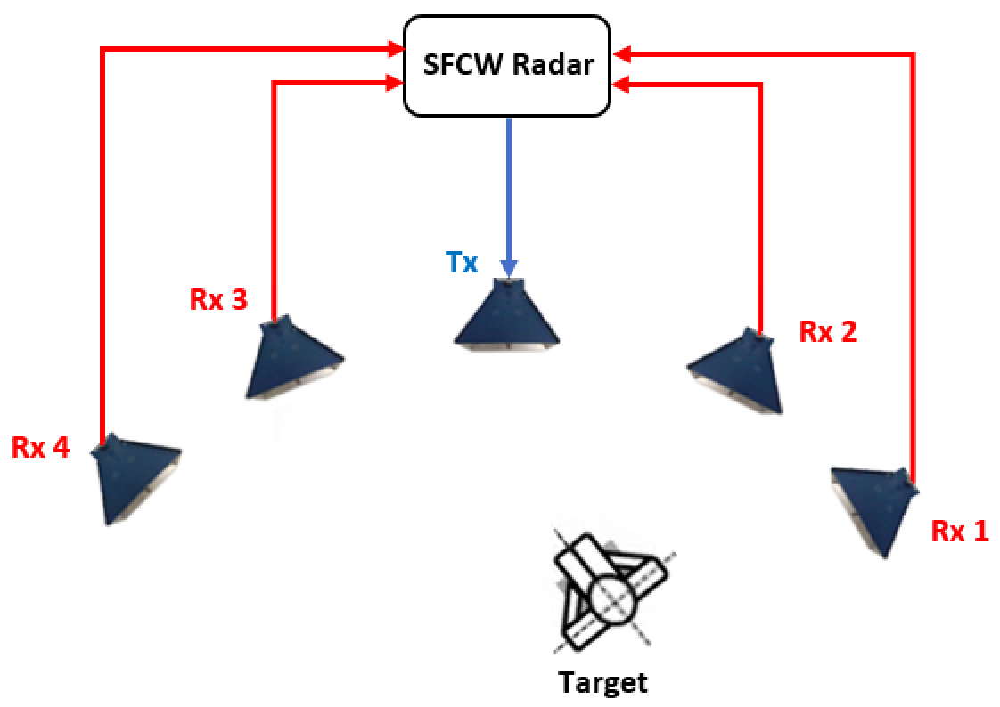 SFCW Radar
Tx
Rx 3
Rx 2
Rx 4
Rx 1
Target